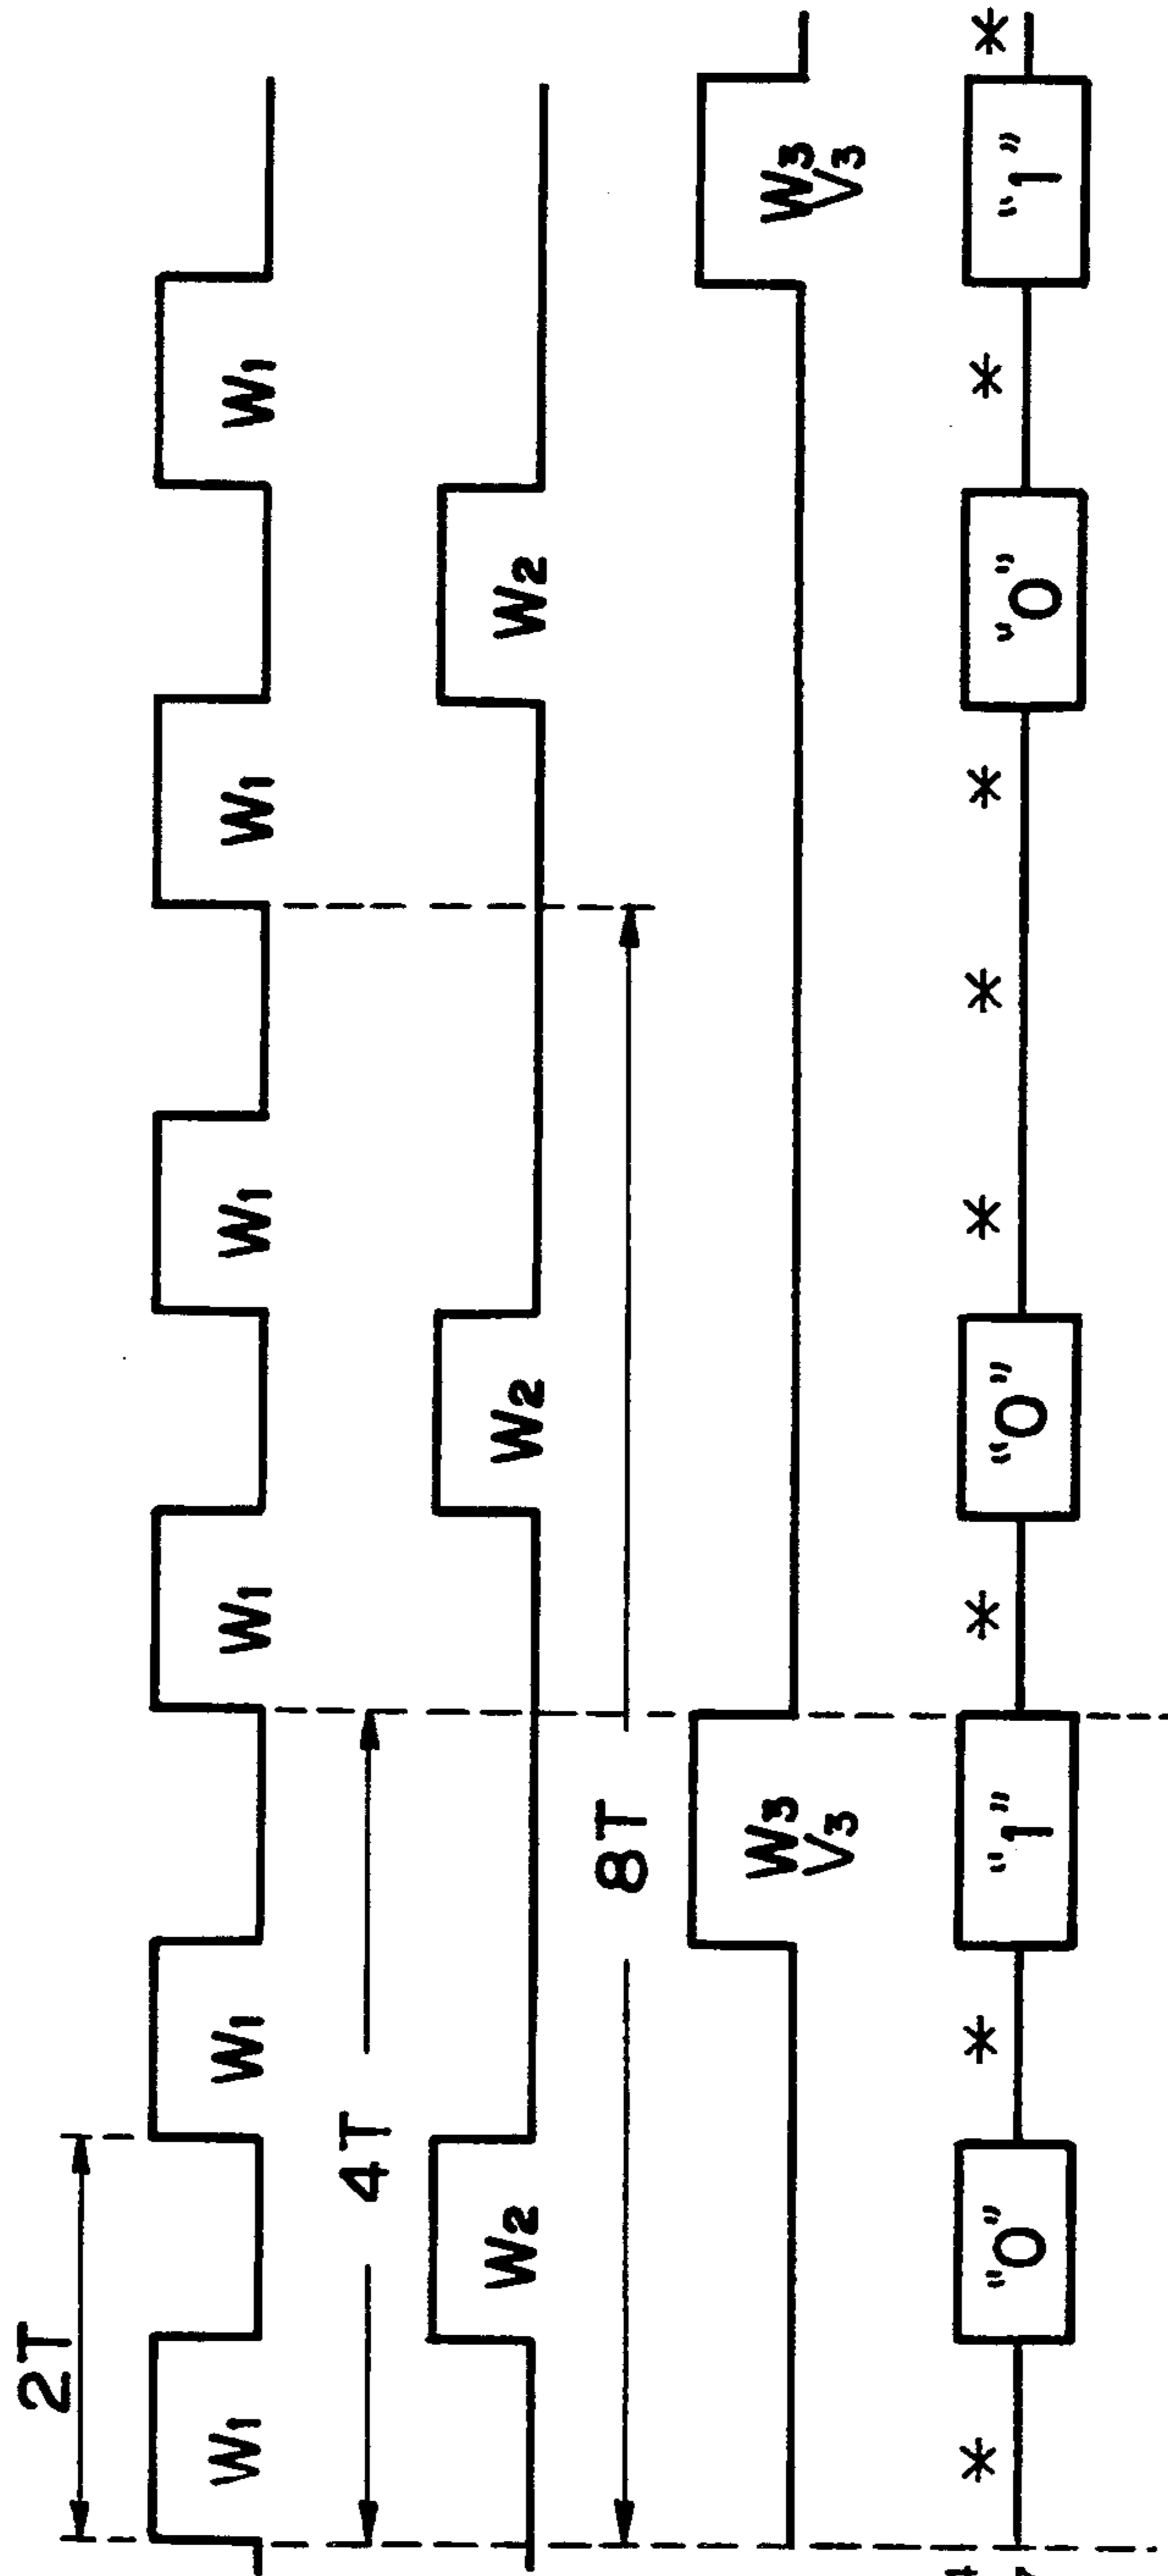 2T
W1 W1 W1 W1 W1 W1
4T
W2 W2 W2
8T
W3 W3
V3 V3
* * * * * * * *
“0” “1” “0” “0” “1”